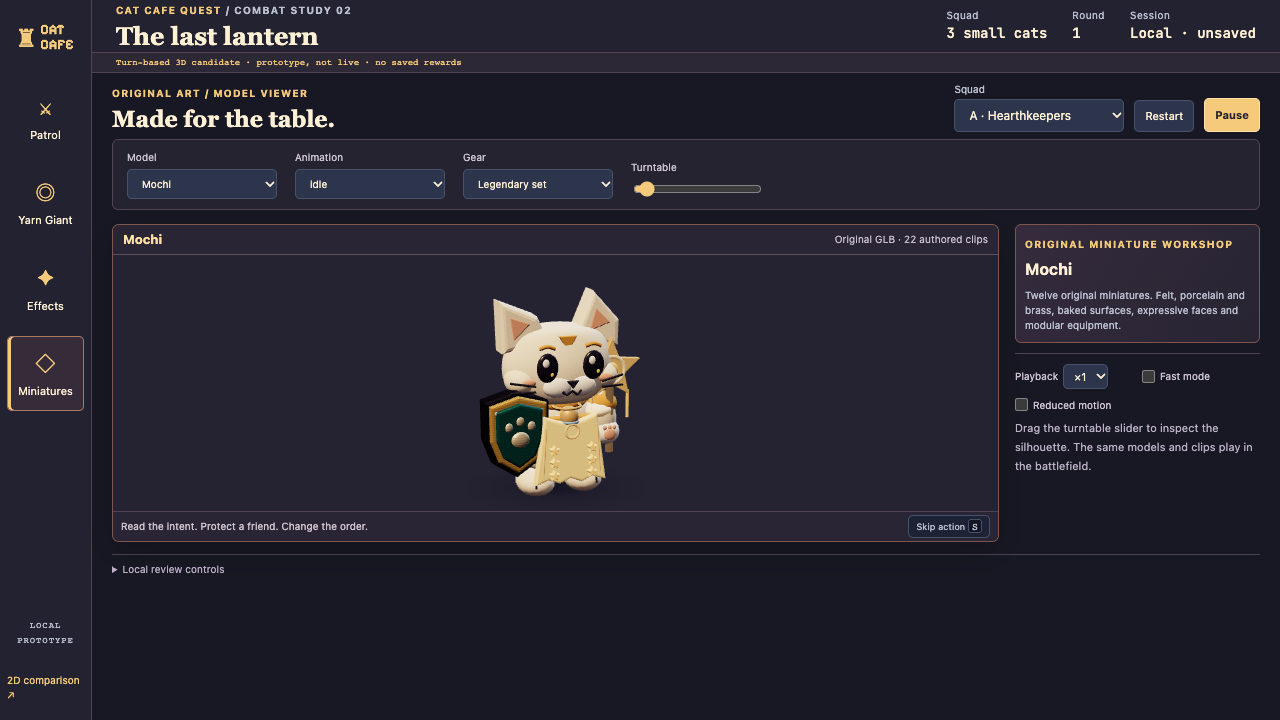 CAT CAFE
Patrol
Yarn Giant
Effects
Miniatures
LOCAL
PROTOTYPE
2D comparison
↗
CAT CAFE QUEST / COMBAT STUDY 02
The last lantern
Squad
3 small cats
Round
1
Session
Local · unsaved
Turn-based 3D candidate · prototype, not live · no saved rewards
ORIGINAL ART / MODEL VIEWER
Made for the table.
Squad
A · Hearthkeepers
Restart
Pause
Model
Mochi
Animation
idle
Gear
Legendary set
Turntable
Mochi
Original GLB · 22 authored clips
Read the intent. Protect a friend. Change the order.
Skip action S
ORIGINAL MINIATURE WORKSHOP
Mochi
Twelve original miniatures. Felt, porcelain and
brass, baked surfaces, expressive faces and
modular equipment.
Playback ×1
Fast mode
Reduced motion
Drag the turntable slider to inspect the
silhouette. The same models and clips play in
the battlefield.
Local review controls